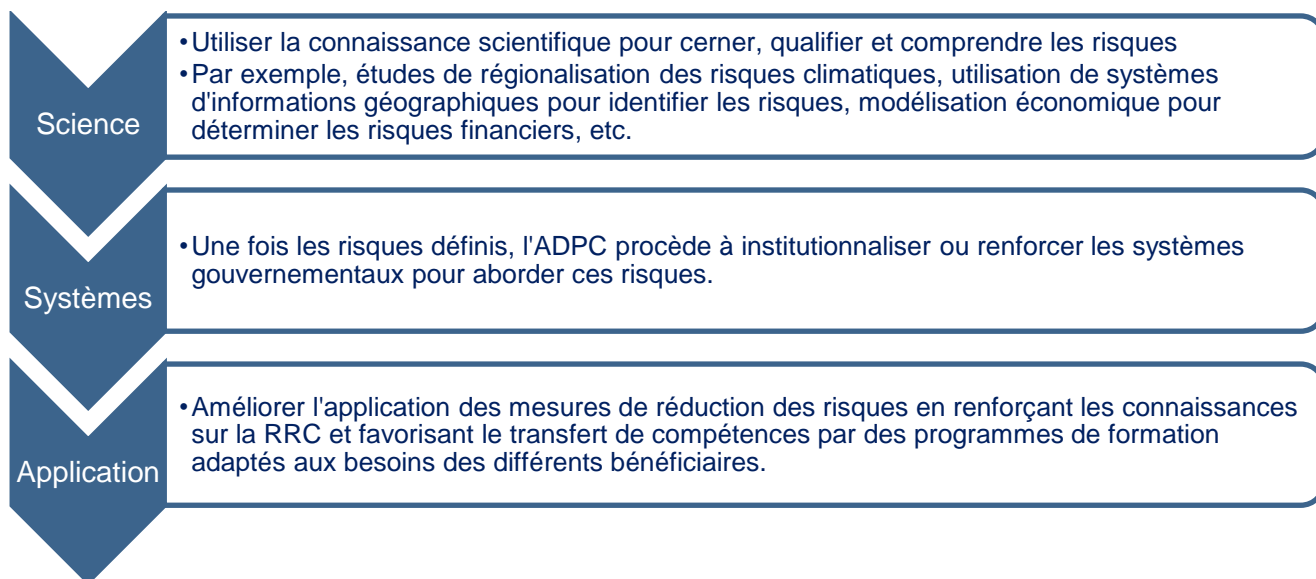 Science
•Utiliser la connaissance scientifique pour cerner, qualifier et comprendre les risques
•Par exemple, études de régionalisation des risques climatiques, utilisation de systèmes
d'informations géographiques pour identifier les risques, modélisation économique pour
déterminer les risques financiers, etc.
Systèmes
•Une fois les risques définis, l'ADPC procède à institutionnaliser ou renforcer les systèmes
gouvernementaux pour aborder ces risques.
Application
•Améliorer l'application des mesures de réduction des risques en renforçant les connaissances
sur la RRC et favorisant le transfert de compétences par des programmes de formation
adaptés aux besoins des différents bénéficiaires.